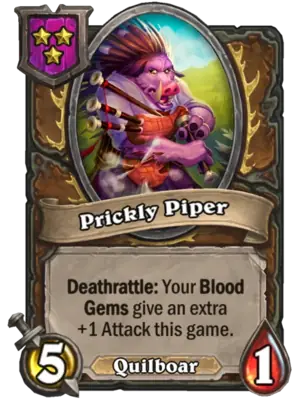 Prickly Piper
Deathrattle: Your Blood
Gems give an extra
+1 Attack this game.
5
Quilboar
1